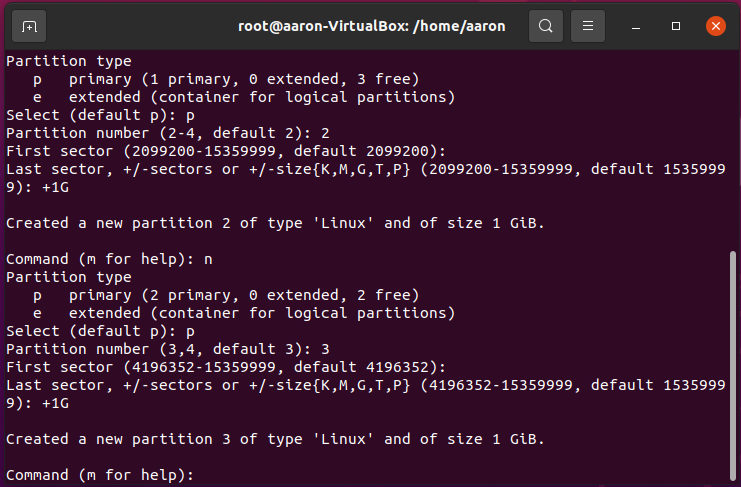 root@aaron-VirtualBox: /home/aaron
Partition type
   p   primary (1 primary, 0 extended, 3 free)
   e   extended (container for logical partitions)
Select (default p): p
Partition number (2-4, default 2): 2
First sector (2099200-15359999, default 2099200):
Last sector, +/-sectors or +/-size{K,M,G,T,P} (2099200-15359999, default 1535999
9): +1G

Created a new partition 2 of type 'Linux' and of size 1 GiB.

Command (m for help): n
Partition type
   p   primary (2 primary, 0 extended, 2 free)
   e   extended (container for logical partitions)
Select (default p): p
Partition number (3,4, default 3): 3
First sector (4196352-15359999, default 4196352):
Last sector, +/-sectors or +/-size{K,M,G,T,P} (4196352-15359999, default 1535999
9): +1G

Created a new partition 3 of type 'Linux' and of size 1 GiB.

Command (m for help):